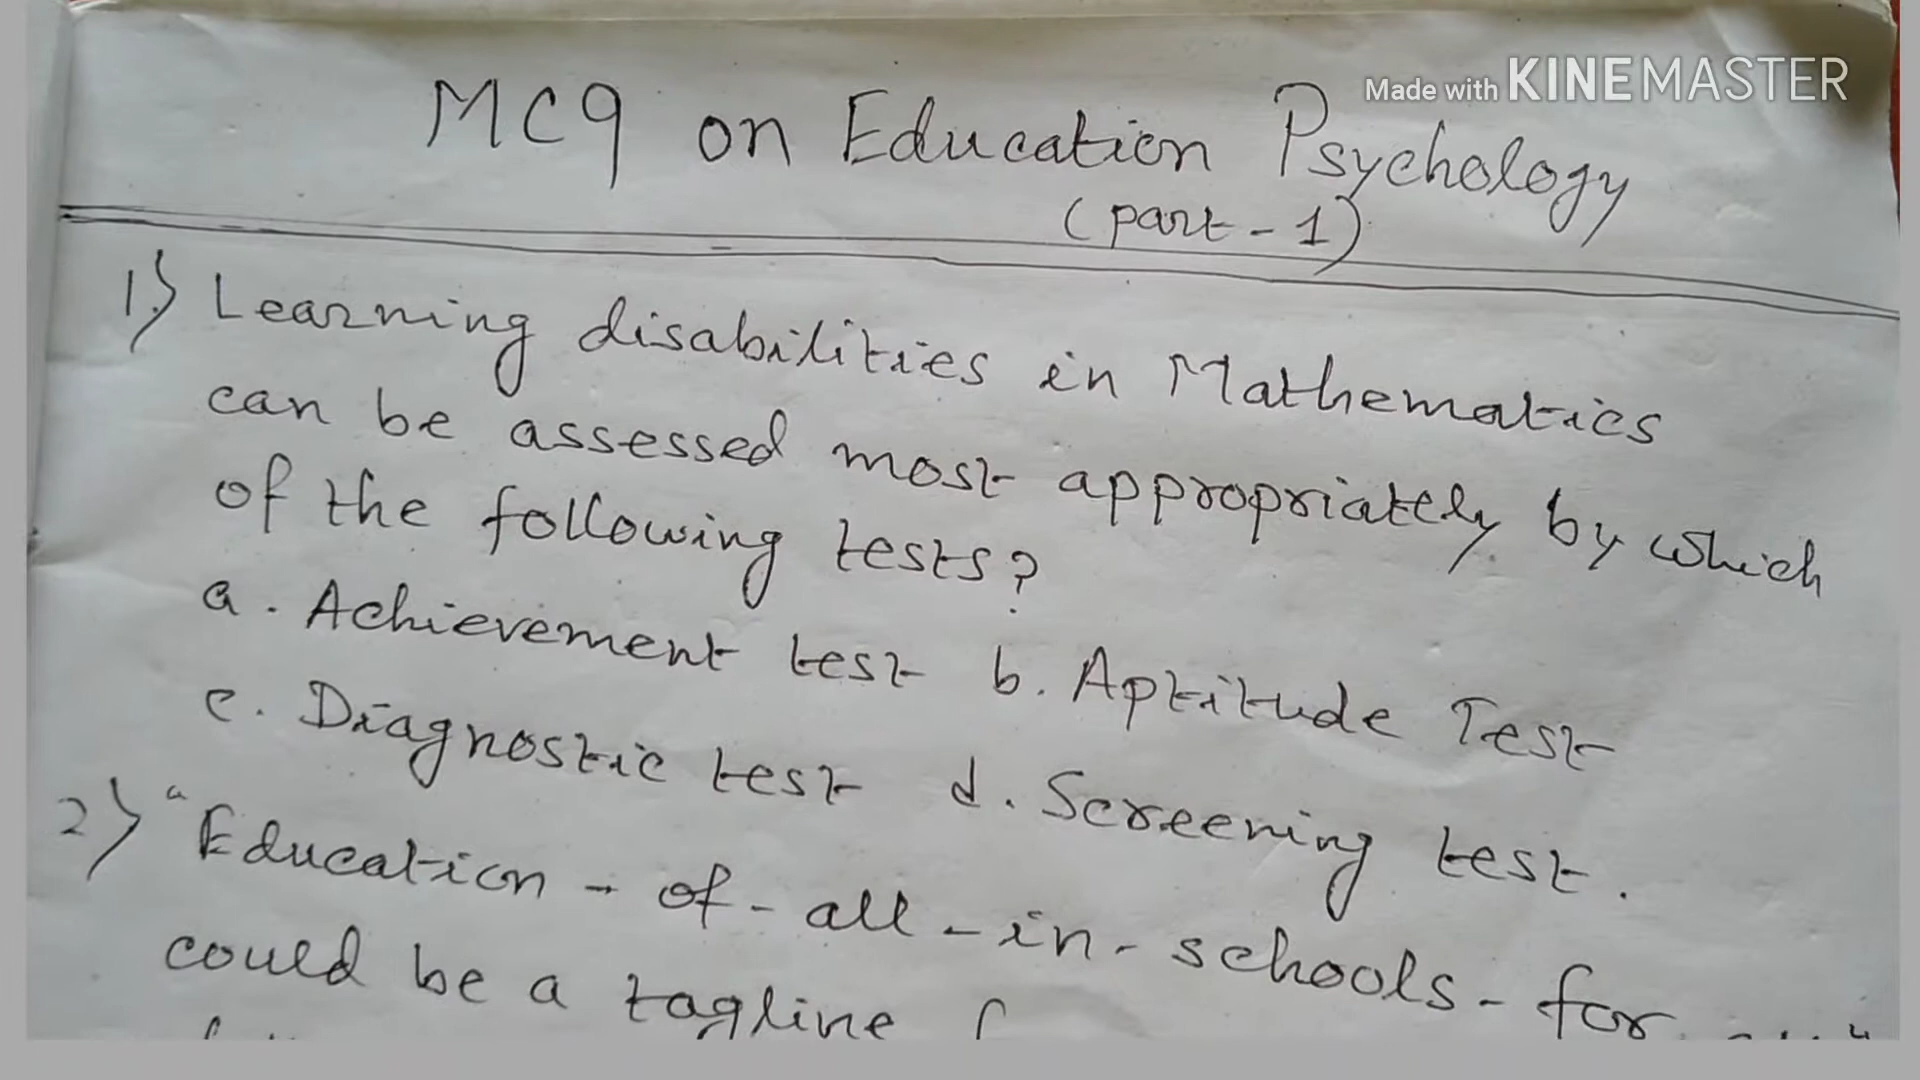 Made with KINEMASTER
MCQ on Education Psychology
(part-1)
1.) Learning disabilities in Mathematics
can be assessed most appropriately by which
of the following tests?
a. Achievement test b. Aptitude Test
c. Diagnostic test d. Screening test.
2) "Education-of-all-in-schools-for
could be a tagline